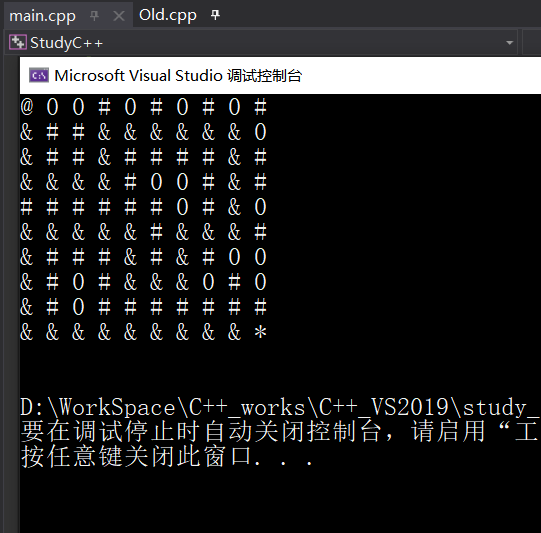 main.cpp Old.cpp
StudyC++
C:\ Microsoft Visual Studio 调试控制台
@ 0 0 # 0 # 0 # 0 #
& # # & & & & & & 0
& # # & # # # # & #
& & & & # 0 0 # & #
# # # # # # 0 # & 0
& & & & & # & & & #
& # # # & # & # 0 0
& # 0 # & & & 0 # 0
& # 0 # # # # # # #
& & & & & & & & & *
D:\WorkSpace\C++_works\C++_VS2019\study_
要在调试停止时自动关闭控制台，请启用“工
按任意键关闭此窗口. . .